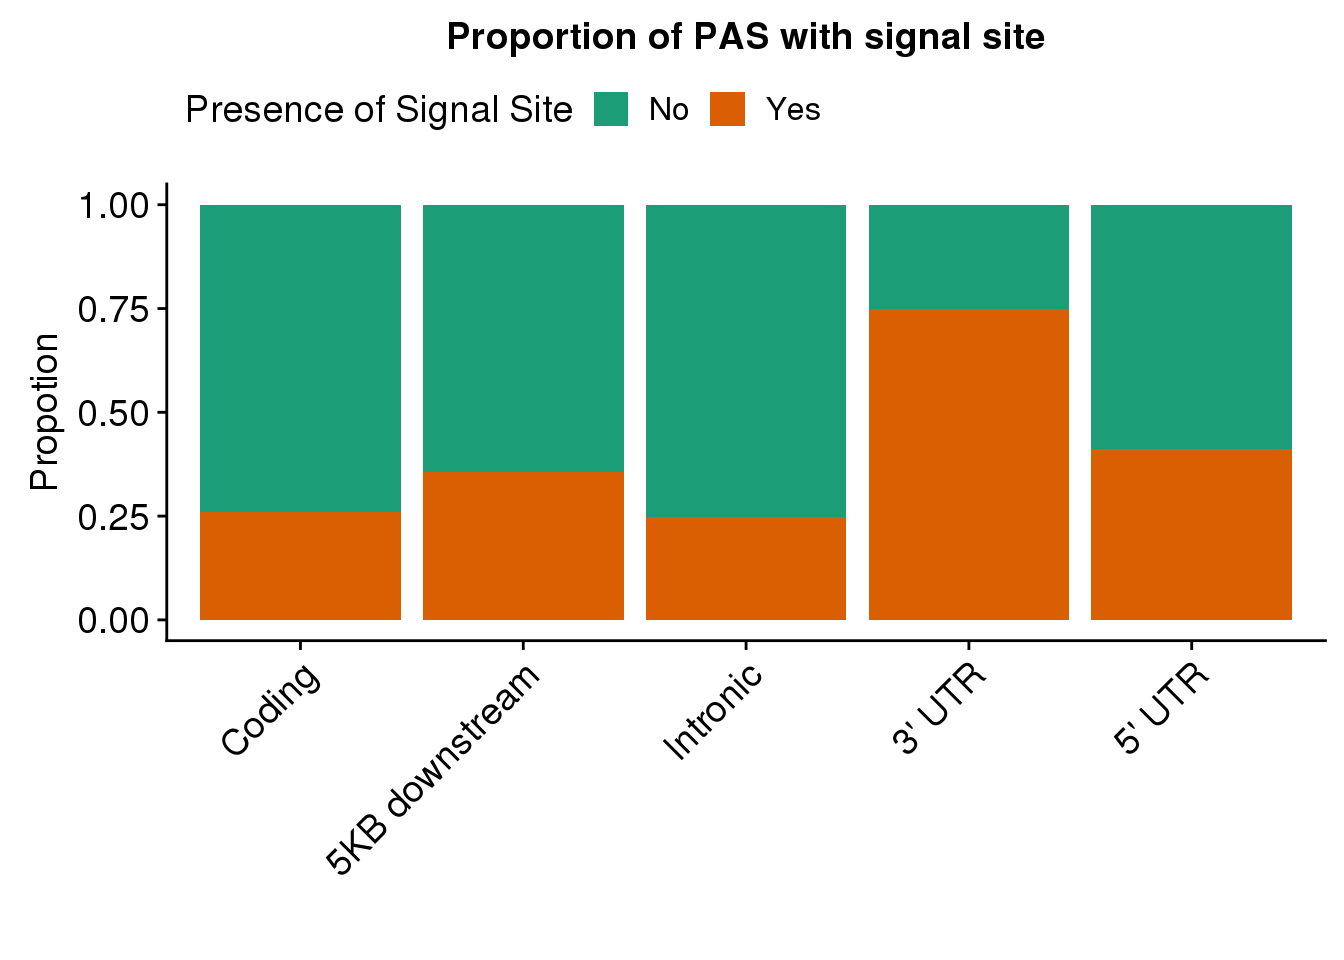 Proportion of PAS with signal site
Presence of Signal Site No Yes
1.00
0.75
0.50
0.25
0.00
Propotion
Coding
5KB downstream
Intronic
3' UTR
5' UTR